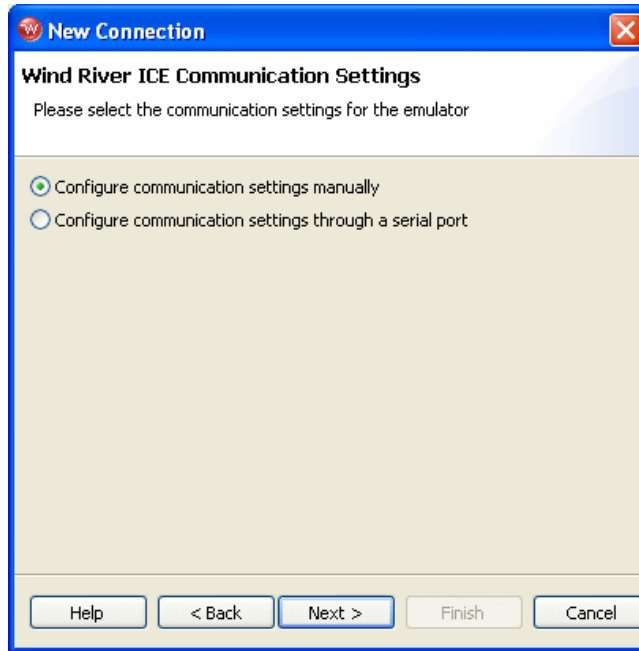 New Connection
Wind River ICE Communication Settings
Please select the communication settings for the emulator
Configure communication settings manually
Configure communication settings through a serial port
Help < Back Next > Finish Cancel